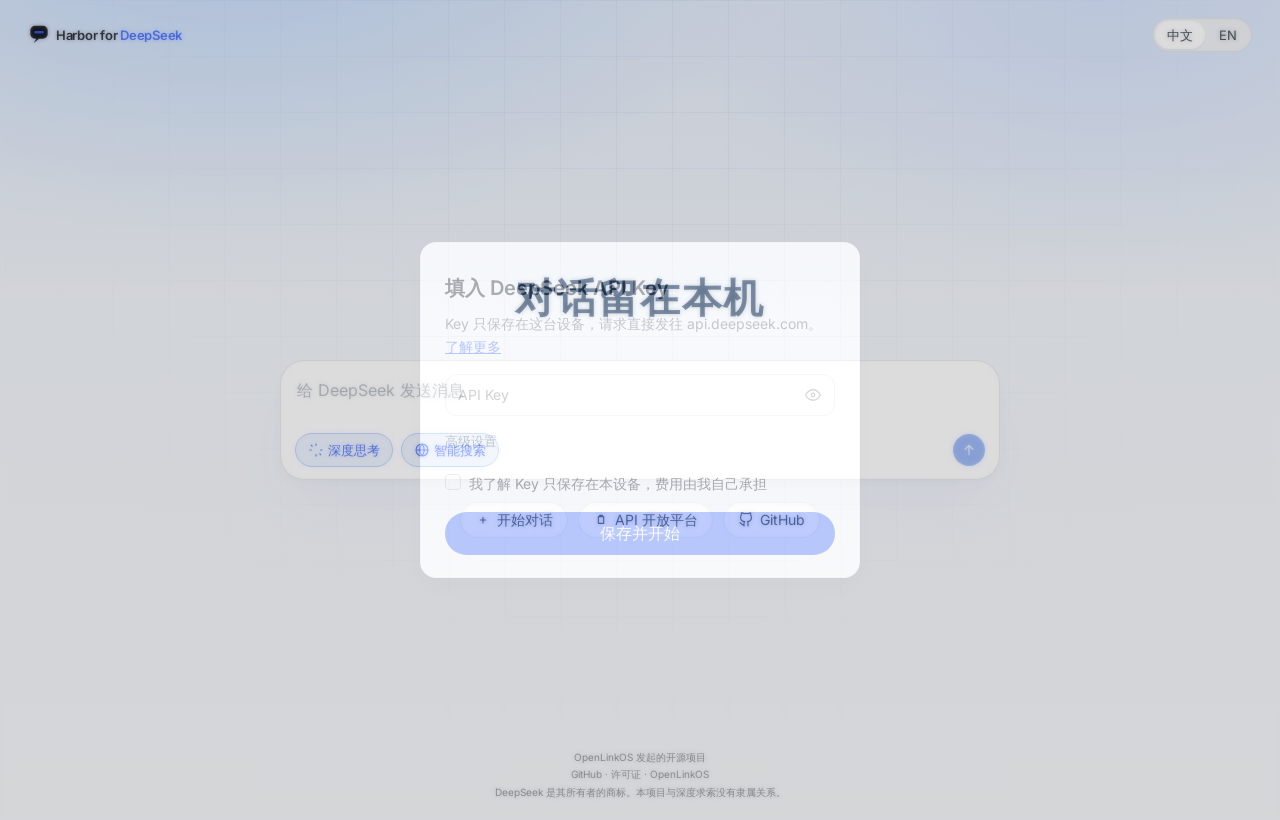 Harbor for DeepSeek
中文 EN
对话留在本机
填入 DeepSeek API Key
Key 只保存在这台设备，请求直接发往 api.deepseek.com。
了解更多
给 DeepSeek 发送消息
API Key
高级设置
深度思考 智能搜索
我了解 Key 只保存在本设备，费用由我自己承担
开始对话 API 开放平台 GitHub
保存并开始
OpenLinkOS 发起的开源项目
GitHub · 许可证 · OpenLinkOS
DeepSeek 是其所有者的商标。本项目与深度求索没有隶属关系。